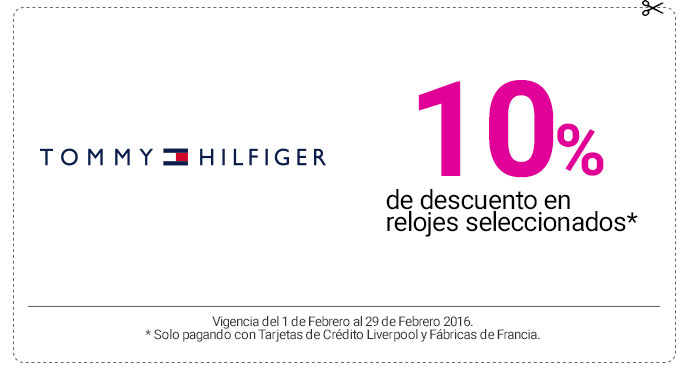 TOMMY HILFIGER
10%
de descuento en
relojes seleccionados*
Vigencia del 1 de Febrero al 29 de Febrero 2016.
* Solo pagando con Tarjetas de Crédito Liverpool y Fábricas de Francia.